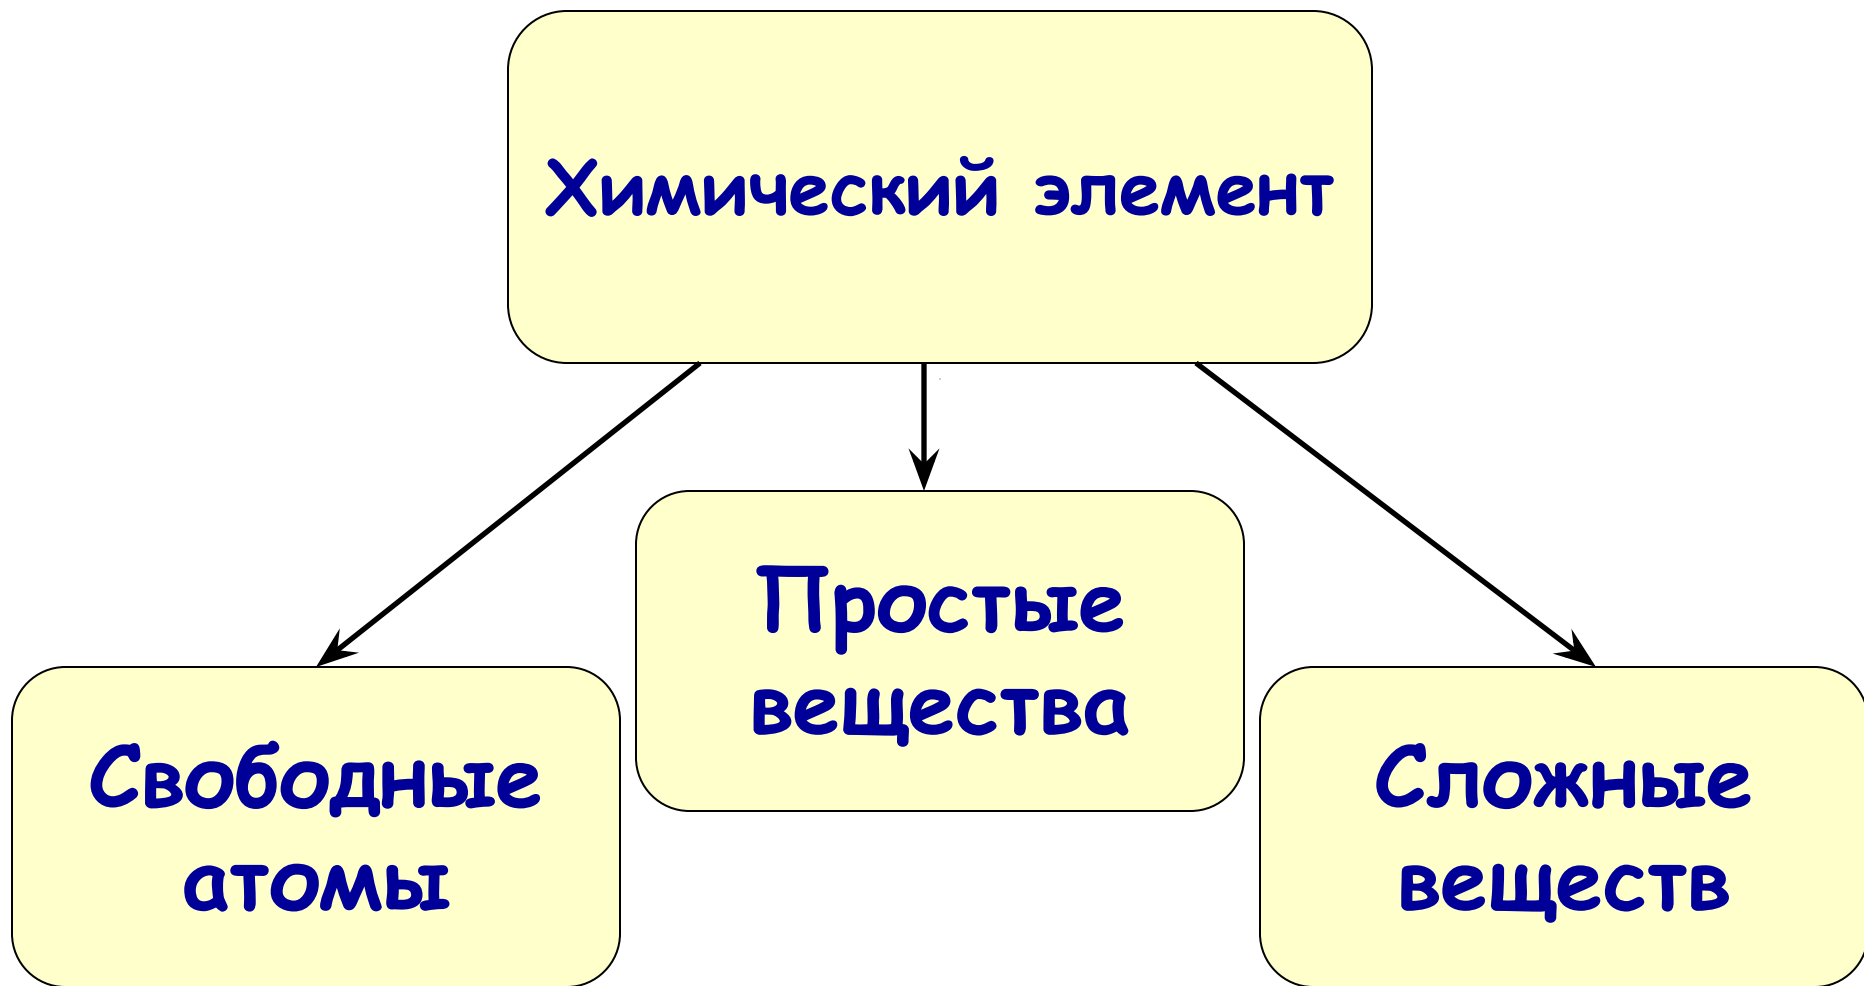 Химический элемент
Простые
вещества
Свободные
атомы
Сложные
веществ